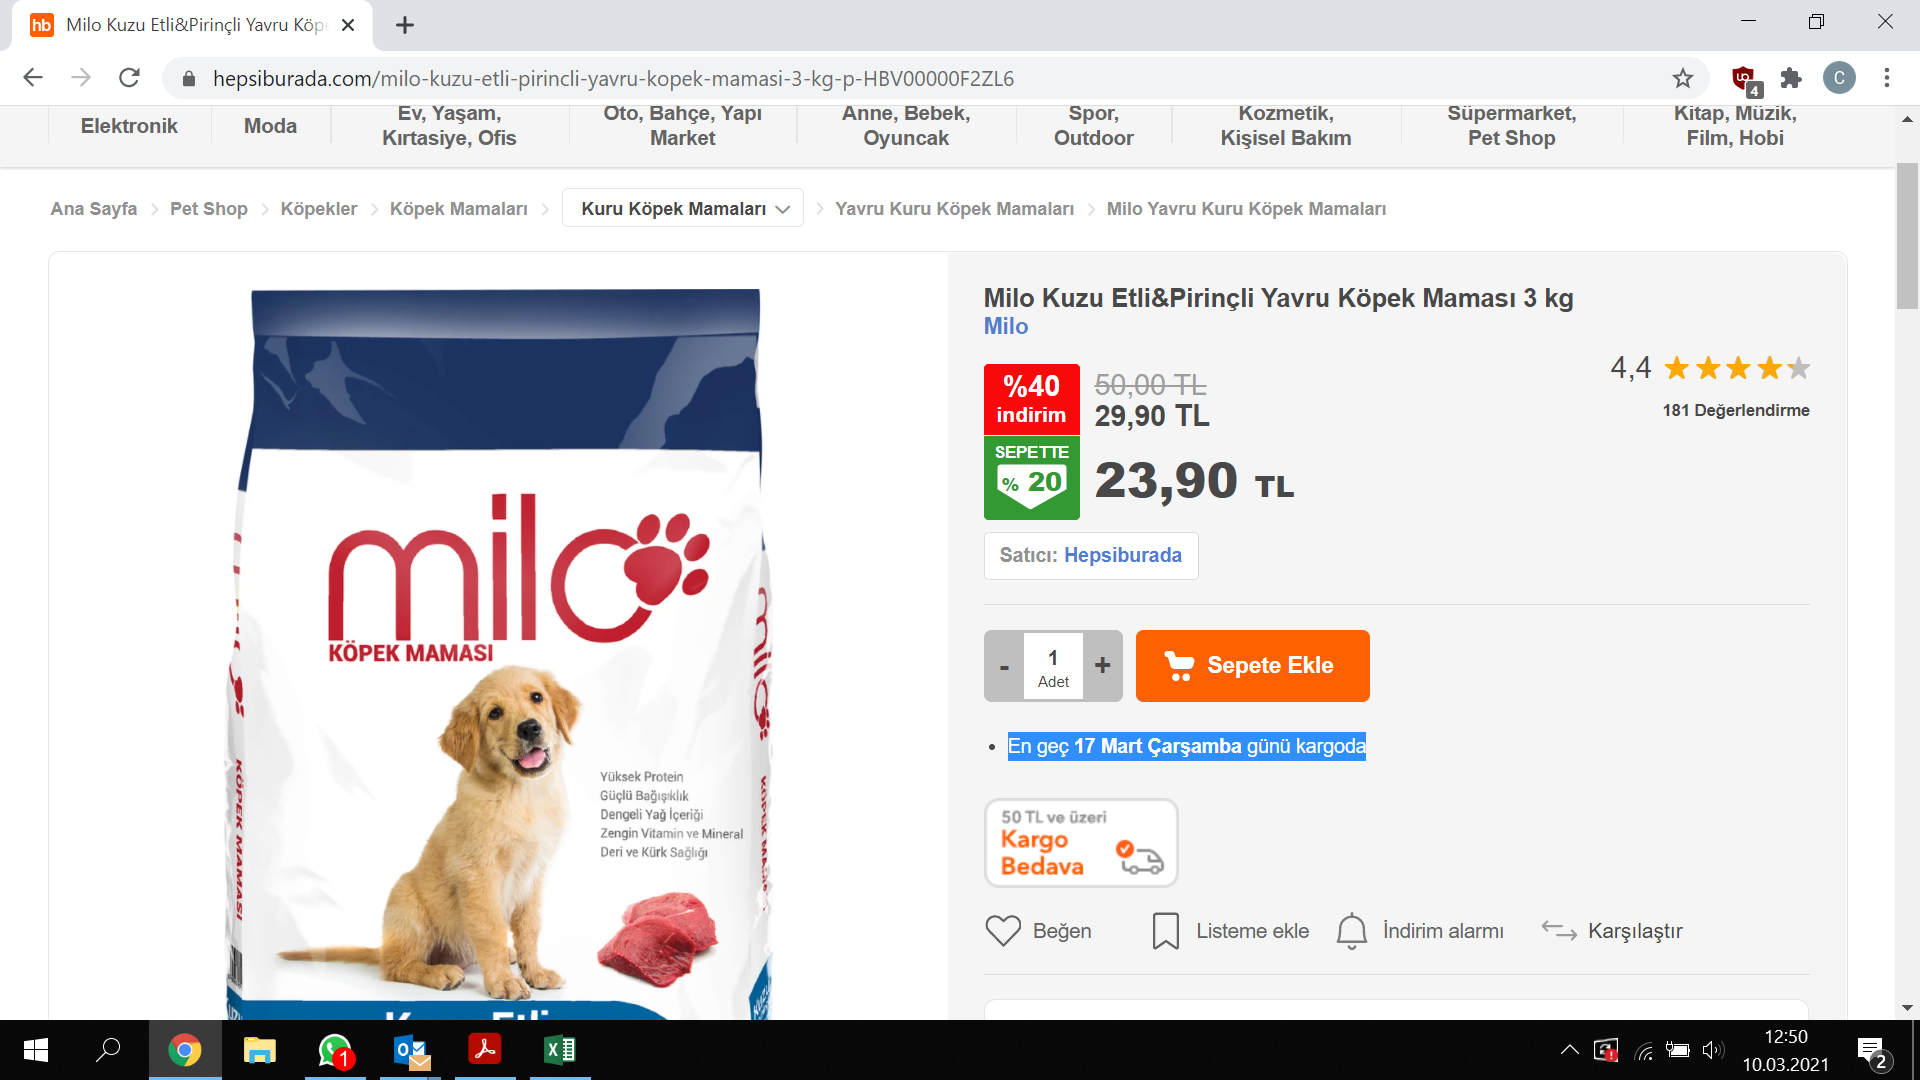 Milo Kuzu Etli&Pirinçli Yavru Köp
hepsiburada.com/milo-kuzu-etli-pirincli-yavru-kopek-mamasi-3-kg-p-HBV00000F2ZL6
4
C
Elektronik
Moda
Ev, Yaşam,
Kırtasiye, Ofis
Oto, Bahçe, Yapı
Market
Anne, Bebek,
Oyuncak
Spor,
Outdoor
Kozmetik,
Kişisel Bakım
Süpermarket,
Pet Shop
Kitap, Müzik,
Film, Hobi
Ana Sayfa
Pet Shop
Köpekler
Köpek Mamaları
Kuru Köpek Mamaları
Yavru Kuru Köpek Mamaları
Milo Yavru Kuru Köpek Mamaları
milo
KÖPEK MAMASI
Yüksek Protein
Güçlü Bağışıklık
Dengeli Yağ İçeriği
Zengin Vitamin ve Mineral
Deri ve Kürk Sağlığı
milo
KÖPEK MAMASI
Milo Kuzu Etli&Pirinçli Yavru Köpek Maması 3 kg
Milo
%40
indirim
50,00 TL
29,90 TL
4,4
181 Değerlendirme
SEPETTE
% 20
23,90 TL
Satıcı: Hepsiburada
- 1 +
Adet
Sepete Ekle
• En geç 17 Mart Çarşamba günü kargoda
50 TL ve üzeri
Kargo
Bedava
Beğen
Listeme ekle
İndirim alarmı
Karşılaştır
1
12:50
10.03.2021
2